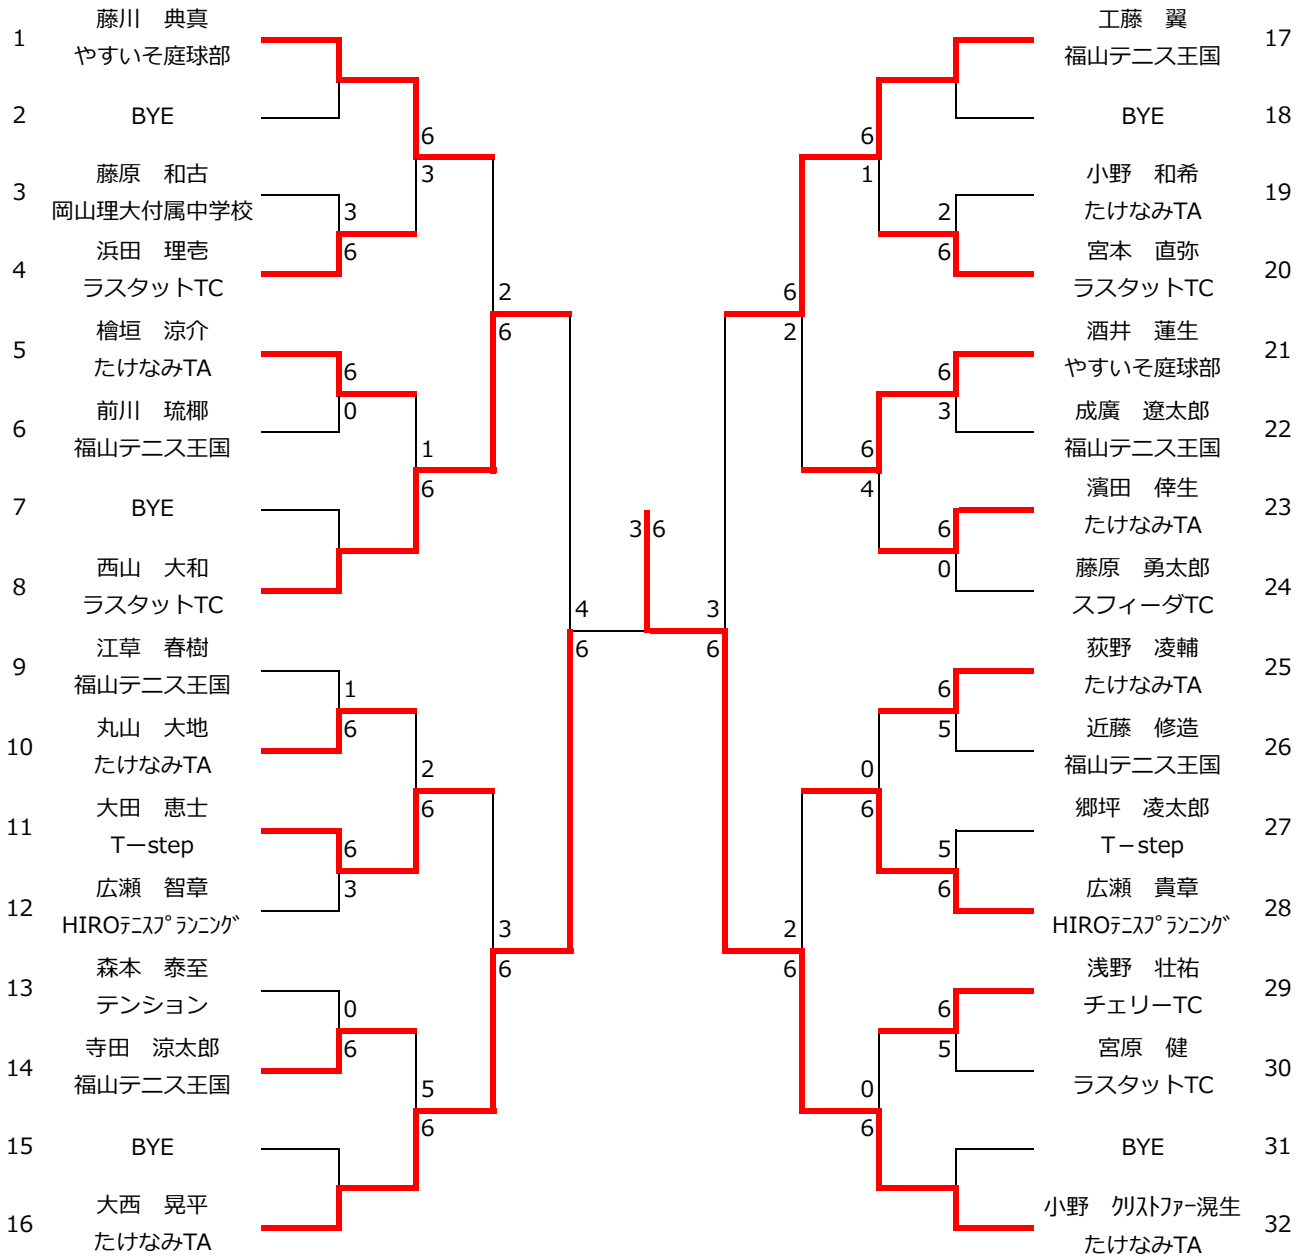 1
藤川　典真
やすいそ庭球部
2
BYE
6
3
3
藤原　和古
岡山理大付属中学校
3
6
4
浜田　理壱
ラスタットTC
2
6
5
檜垣　涼介
たけなみTA
6
0
6
前川　琉椰
福山テニス王国
1
6
7
BYE
8
西山　大和
ラスタットTC
4
6
9
江草　春樹
福山テニス王国
1
6
10
丸山　大地
たけなみTA
2
6
11
大田　恵士
Tーstep
6
3
12
広瀬　智章
HIROﾃﾆｽﾌﾟﾗﾝﾆﾝｸﾞ
3
6
13
森本　泰至
テンション
0
6
14
寺田　涼太郎
福山テニス王国
5
6
15
BYE
16
大西　晃平
たけなみTA
3 6
工藤　翼
福山テニス王国
17
BYE
18
6
1
小野　和希
たけなみTA
19
2
6
宮本　直弥
ラスタットTC
20
6
2
酒井　蓮生
やすいそ庭球部
21
6
3
成廣　遼太郎
福山テニス王国
22
6
4
濱田　倖生
たけなみTA
23
6
0
藤原　勇太郎
スフィーダTC
24
3
6
荻野　凌輔
たけなみTA
25
6
5
近藤　修造
福山テニス王国
26
0
6
郷坪　凌太郎
T－step
27
5
6
広瀬　貴章
HIROﾃﾆｽﾌﾟﾗﾝﾆﾝｸﾞ
28
2
6
浅野　壮祐
チェリーTC
29
6
5
宮原　健
ラスタットTC
30
0
6
BYE
31
小野　ｸﾘｽﾄﾌｧｰ滉生
たけなみTA
32